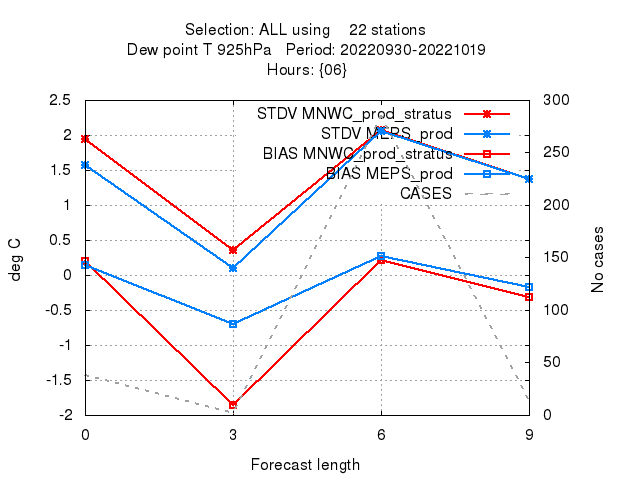 Selection: ALL using 22 stations
Dew point T 925hPa Period: 20220930-20221019
Hours: {06}
2.5
2
1.5
1
0.5
0
-0.5
-1
-1.5
-2
deg C
STDV MNWC_prod_stratus
STDV MEPS_prod
BIAS MNWC_prod_stratus
BIAS MEPS_prod
CASES
300
250
200
150
100
50
0
No cases
0 3 6 9
Forecast length